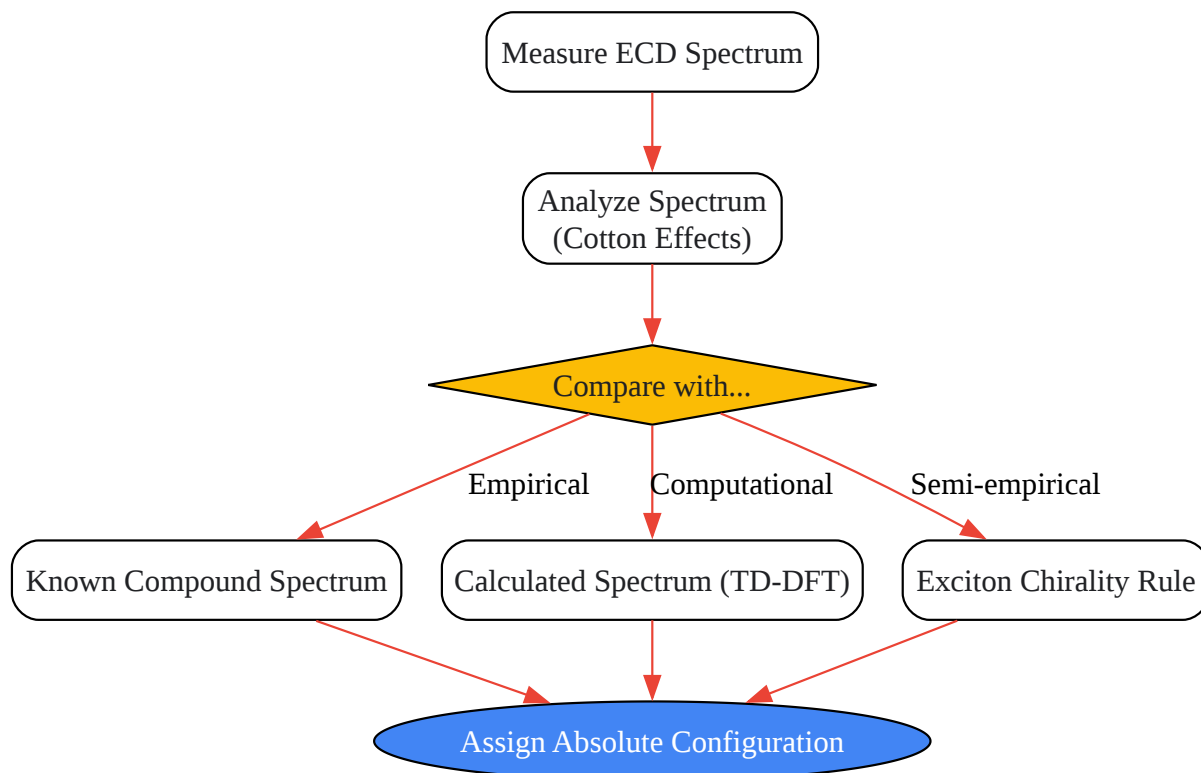 Measure ECD Spectrum
Analyze Spectrum
(Cotton Effects)
Compare with...
Empirical
Computational
Semi-empirical
Known Compound Spectrum
Calculated Spectrum (TD-DFT)
Exciton Chirality Rule
Assign Absolute Configuration